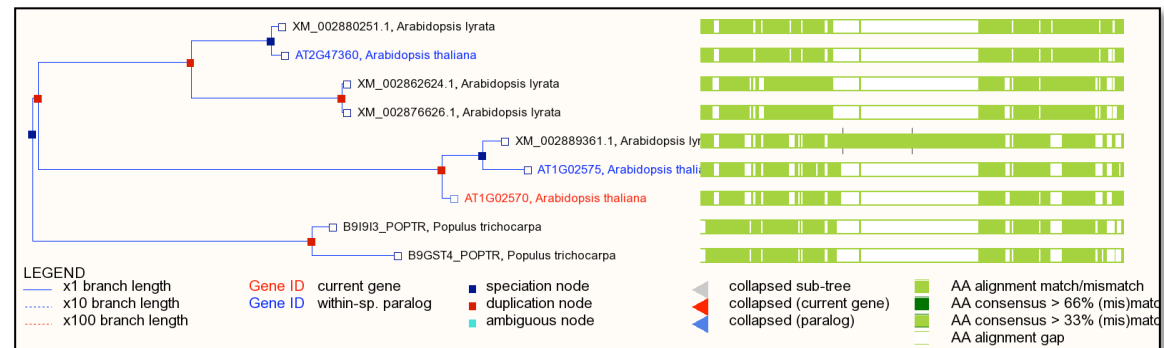 XM_002880251.1, Arabidopsis lyrata
AT2G47360, Arabidopsis thaliana
XM_002862624.1, Arabidopsis lyrata
XM_002876626.1, Arabidopsis lyrata
XM_002889361.1, Arabidopsis lyr
AT1G02575, Arabidopsis thalia
AT1G02570, Arabidopsis thaliana
B9I9I3_POPTR, Populus trichocarpa
B9GST4_POPTR, Populus trichocarpa
LEGEND
x1 branch length Gene ID current gene speciation node collapsed sub-tree AA alignment match/mismatch
x10 branch length Gene ID within-sp. paralog duplication node collapsed (current gene) AA consensus > 66% (mis)matc
x100 branch length ambiguous node collapsed (paralog) AA consensus > 33% (mis)matc
AA alignment gap